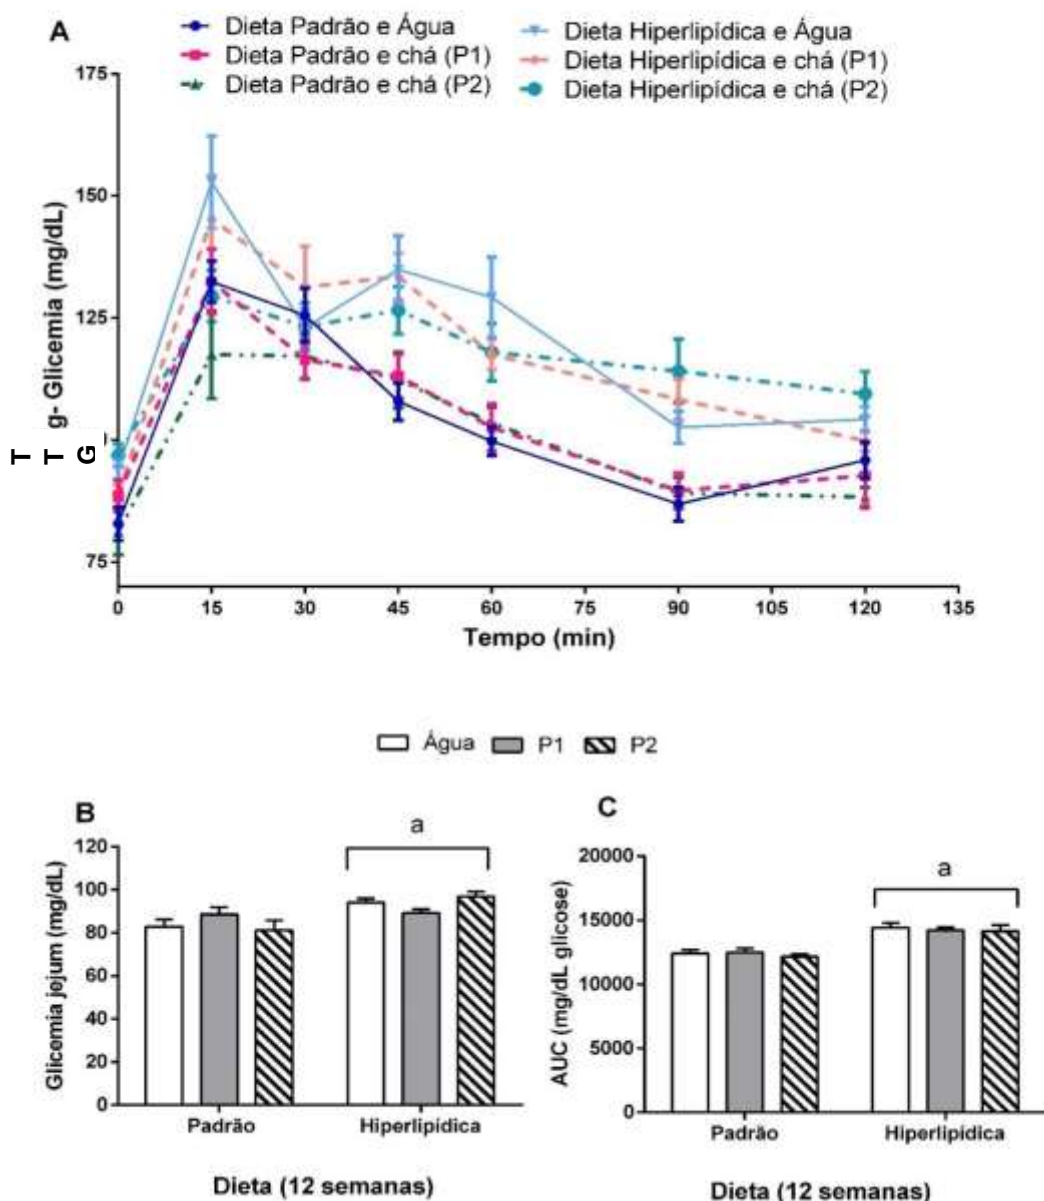 A
Dieta Padrão e Água
Dieta Padrão e chá (P1)
Dieta Padrão e chá (P2)
Dieta Hiperlipídica e Água
Dieta Hiperlipídica e chá (P1)
Dieta Hiperlipídica e chá (P2)
TTG
g- Glicemia (mg/dL)
175
150
125
75
0 15 30 45 60 75 90 105 120 135
Tempo (min)
Água P1 P2
B
a
Glicemia jejum (mg/dL)
120
100
80
60
40
20
0
Padrão Hiperlipídica
Dieta (12 semanas)
C
a
AUC (mg/dL glicose)
20000
15000
10000
5000
0
Padrão Hiperlipídica
Dieta (12 semanas)